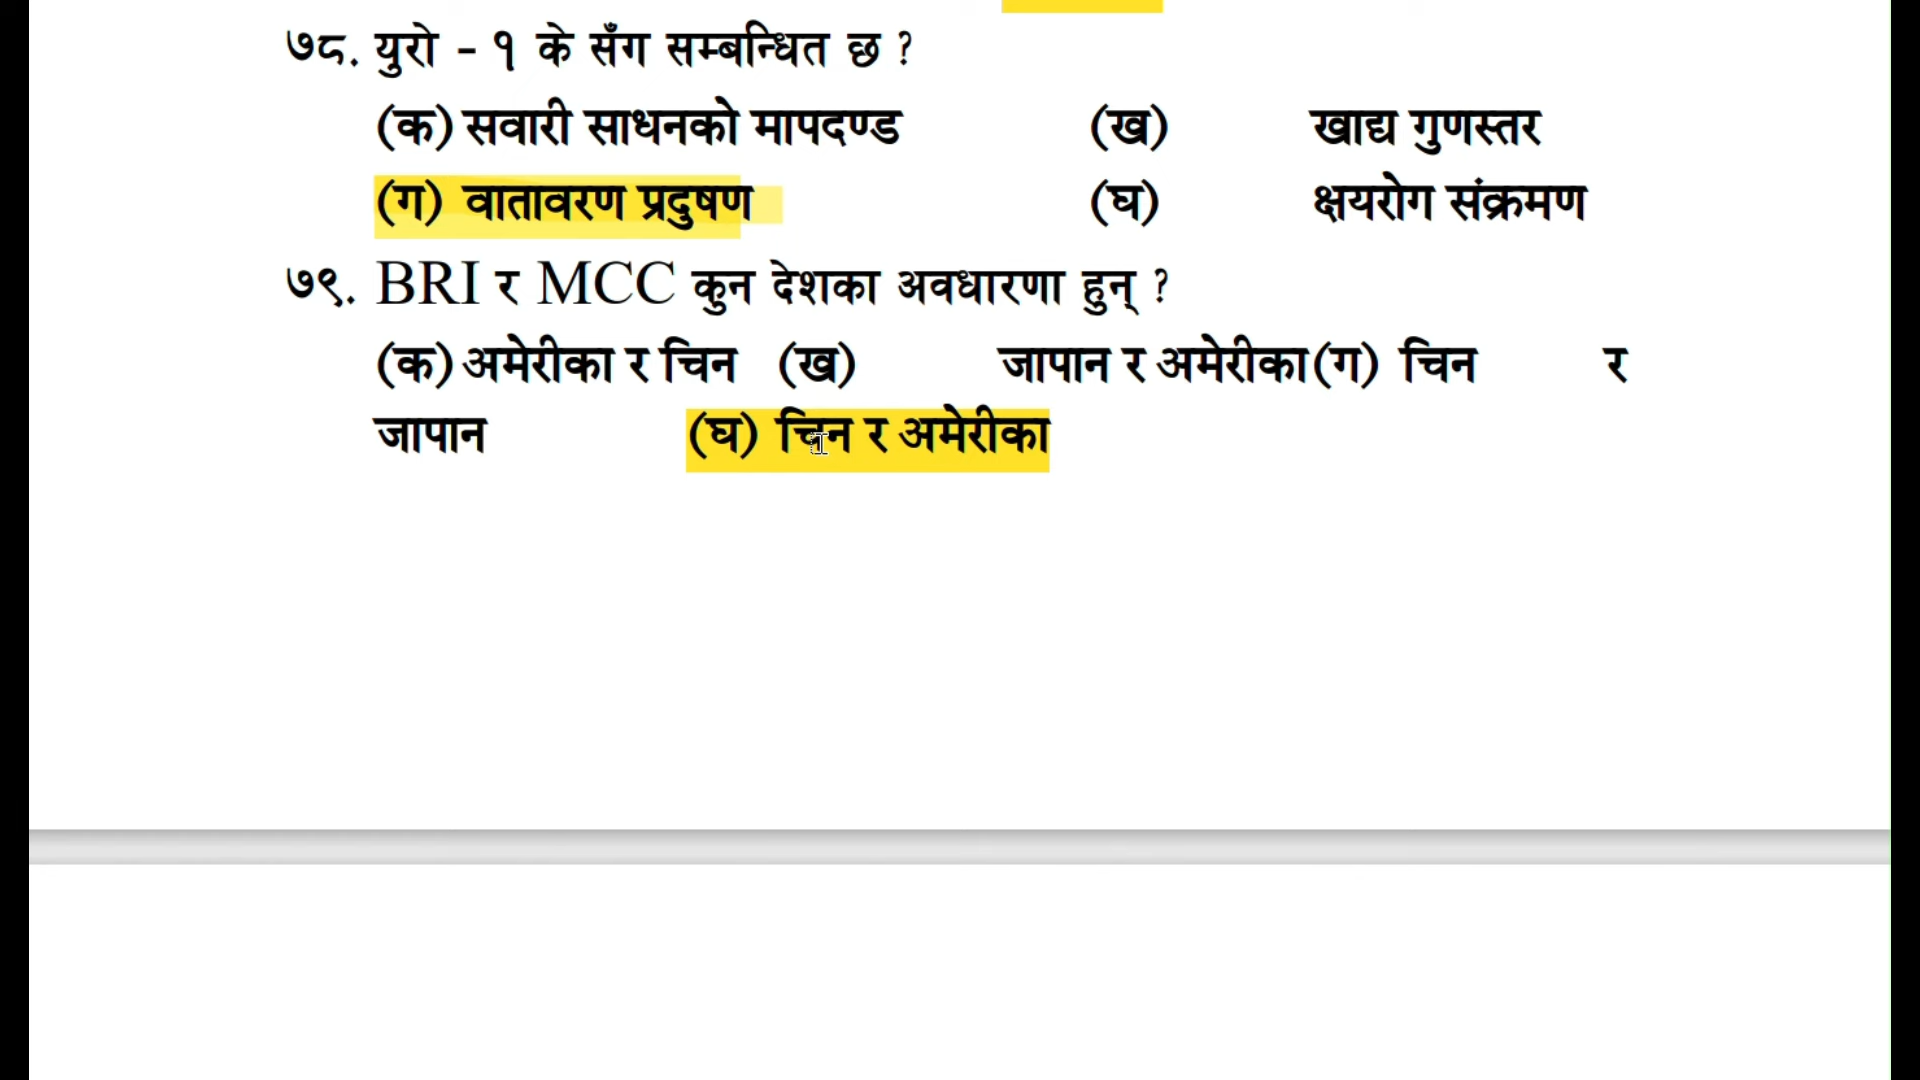 ७८. युरो - १ के सँग सम्बन्धित छ ?
(क) सवारी साधनको मापदण्ड (ख) खाद्य गुणस्तर
(ग) वातावरण प्रदुषण (घ) क्षयरोग संक्रमण
७९. BRI र MCC कुन देशका अवधारणा हुन् ?
(क) अमेरीका र चिन (ख) जापान र अमेरीका (ग) चिन र
जापान (घ) चिन र अमेरीका